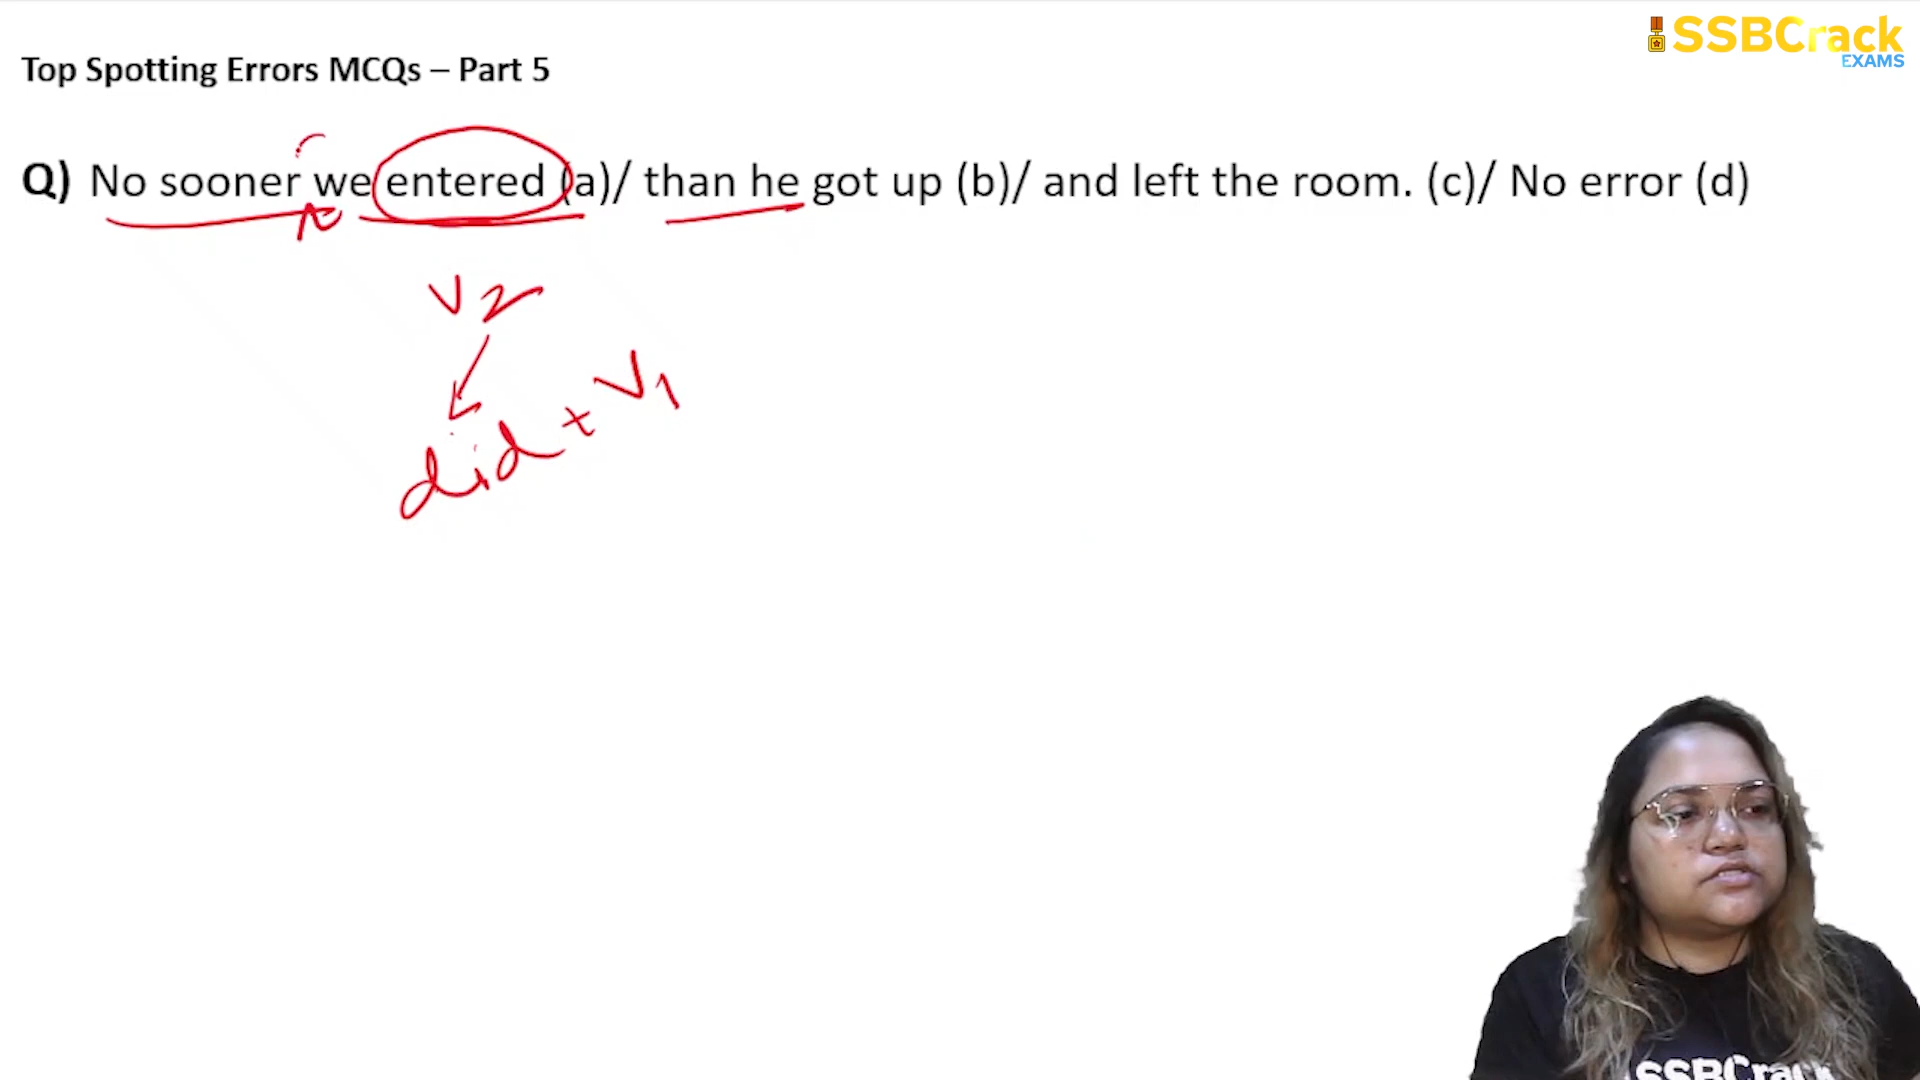 SSBCrack
EXAMS
Top Spotting Errors MCQs – Part 5
Q) No sooner we entered (a)/ than he got up (b)/ and left the room. (c)/ No error (d)
V2
did + V1
SSBCrack